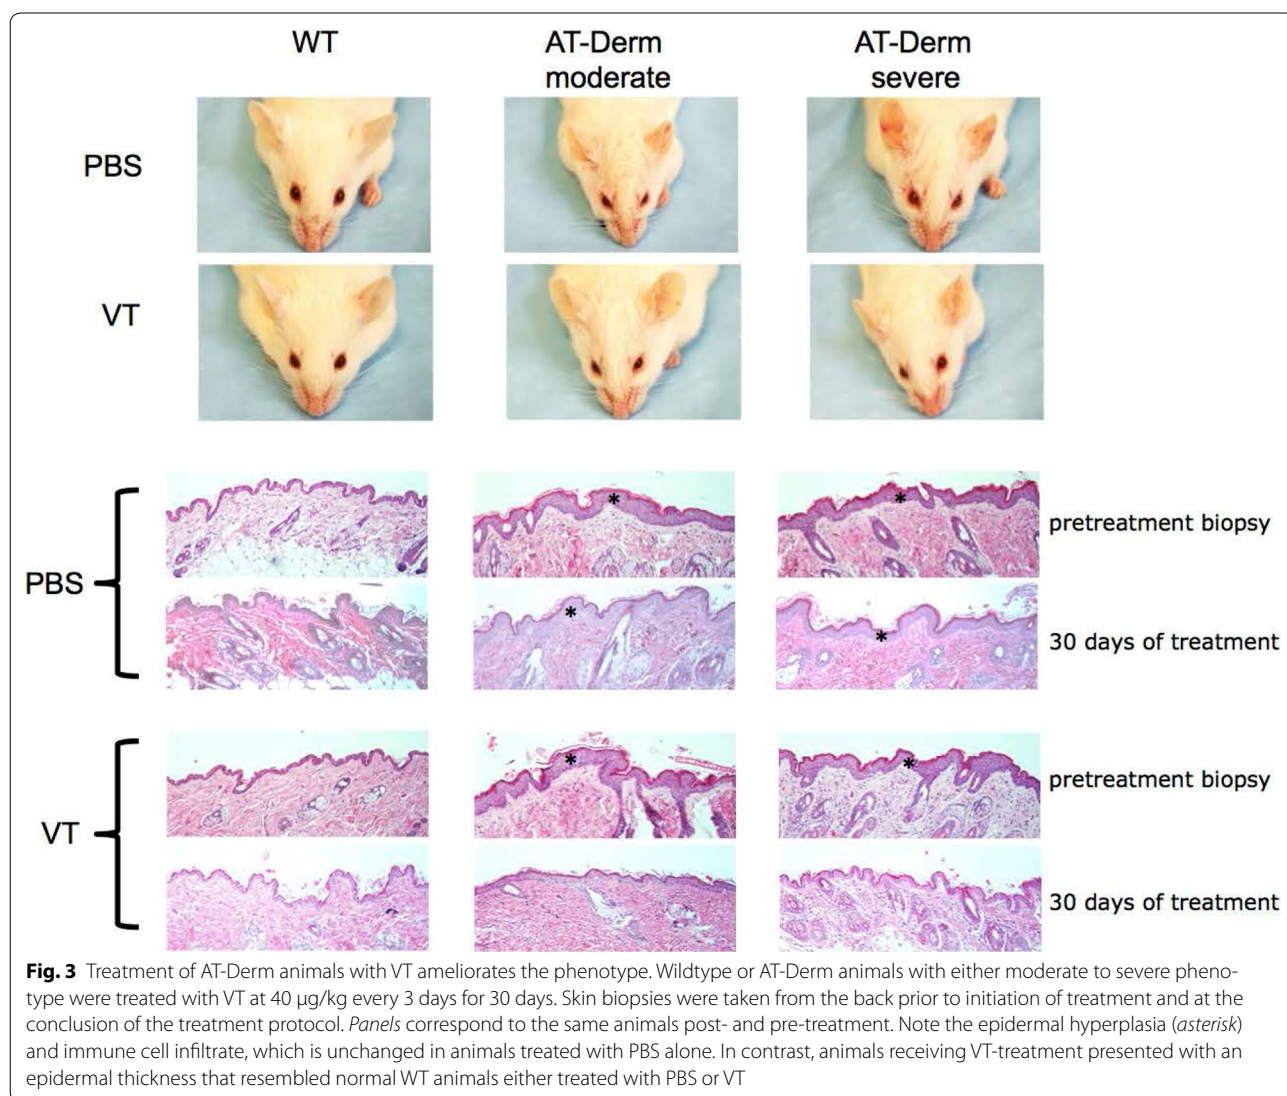 WT
AT-Derm
moderate
AT-Derm
severe
PBS
VT
PBS
pretreatment biopsy
*
*
30 days of treatment
*
*
VT
pretreatment biopsy
*
*
30 days of treatment
Fig. 3 Treatment of AT-Derm animals with VT ameliorates the phenotype. Wildtype or AT-Derm animals with either moderate to severe pheno-
type were treated with VT at 40 µg/kg every 3 days for 30 days. Skin biopsies were taken from the back prior to initiation of treatment and at the
conclusion of the treatment protocol. Panels correspond to the same animals post- and pre-treatment. Note the epidermal hyperplasia (asterisk)
and immune cell infiltrate, which is unchanged in animals treated with PBS alone. In contrast, animals receiving VT-treatment presented with an
epidermal thickness that resembled normal WT animals either treated with PBS or VT